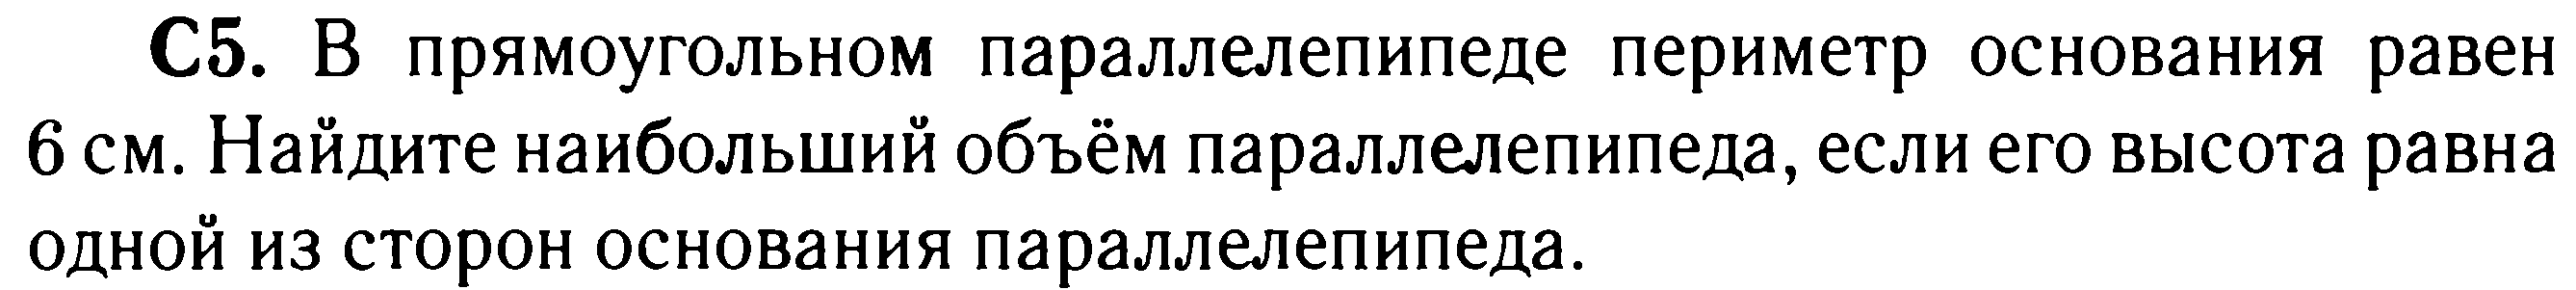 С5. В прямоугольном параллелепипеде периметр основания равен
6 см. Найдите наибольший объём параллелепипеда, если его высота равна
одной из сторон основания параллелепипеда.